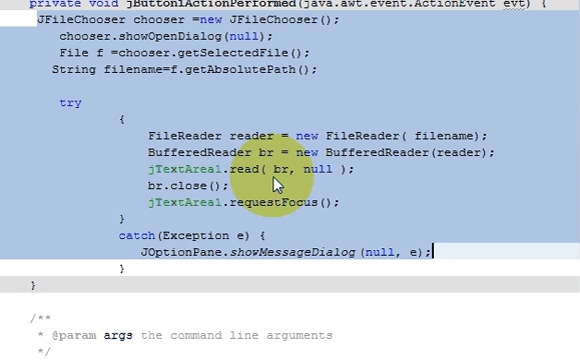 private void jButton1ActionPerformed(java.awt.event.ActionEvent evt) {
JFileChooser chooser =new JFileChooser();
chooser.showOpenDialog(null);
File f =chooser.getSelectedFile();
String filename=f.getAbsolutePath();
try
{
FileReader reader = new FileReader( filename);
BufferedReader br = new BufferedReader(reader);
jTextArea1.read( br, null );
br.close();
jTextArea1.requestFocus();
}
catch(Exception e) {
JOptionPane.showMessageDialog(null, e);
}
}
/**
* @param args the command line arguments
*/